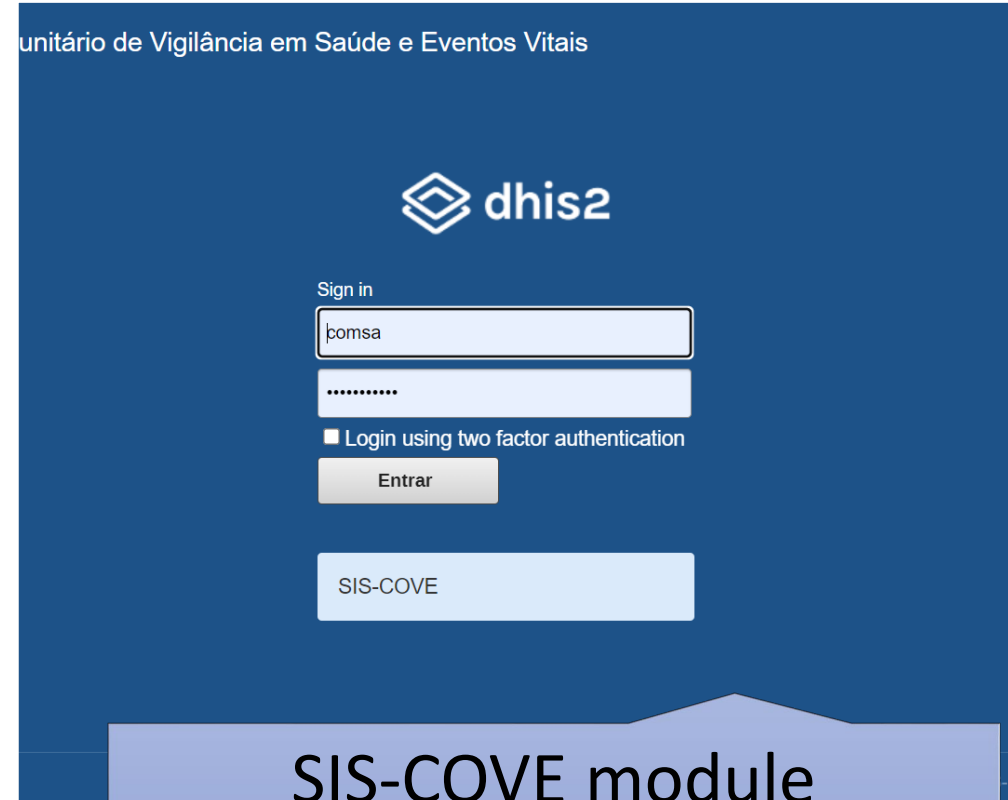 unitário de Vigilância em Saúde e Eventos Vitais
dhis2
Sign in
comsa
•••••••••••
Login using two factor authentication
Entrar
SIS-COVE
SIS-COVE module